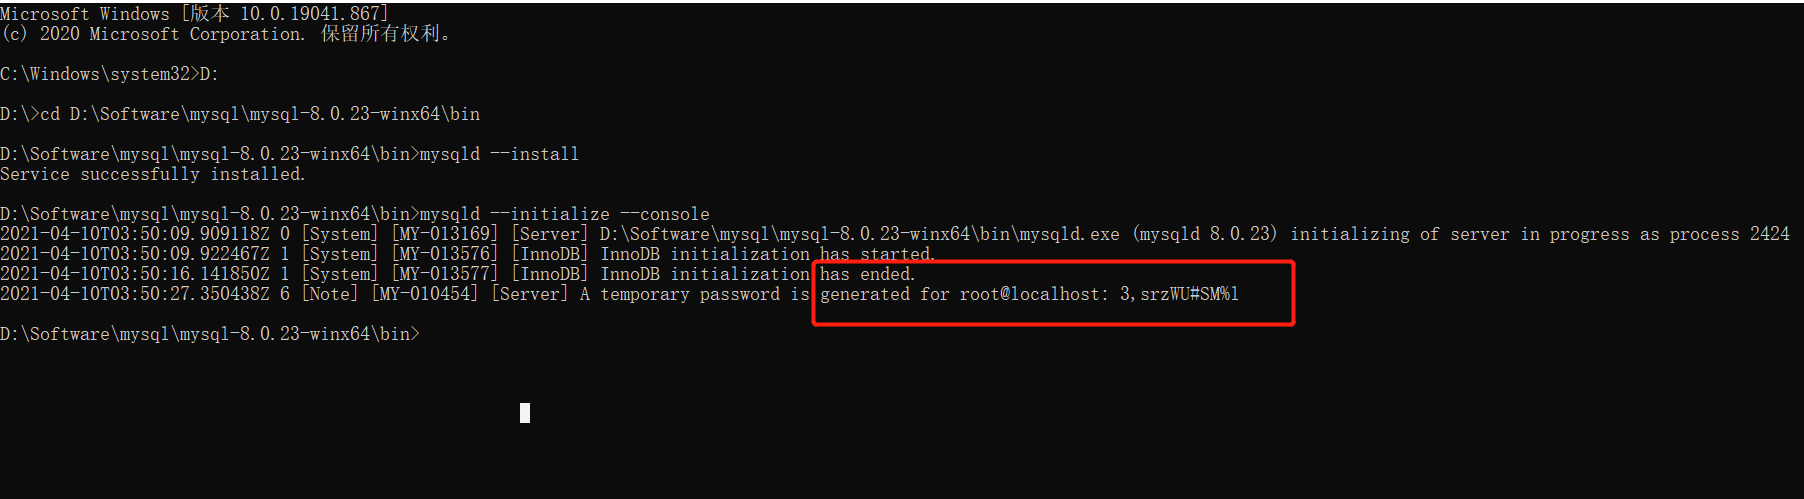 Microsoft Windows [版本 10.0.19041.867]
(c) 2020 Microsoft Corporation. 保留所有权利。
C:\Windows\system32>D:
D:\>cd D:\Software\mysql\mysql-8.0.23-winx64\bin
D:\Software\mysql\mysql-8.0.23-winx64\bin>mysqld --install
Service successfully installed.
D:\Software\mysql\mysql-8.0.23-winx64\bin>mysqld --initialize --console
2021-04-10T03:50:09.909118Z 0 [System] [MY-013169] [Server] D:\Software\mysql\mysql-8.0.23-winx64\bin\mysqld.exe (mysqld 8.0.23) initializing of server in progress as process 2424
2021-04-10T03:50:09.922467Z 1 [System] [MY-013576] [InnoDB] InnoDB initialization has started.
2021-04-10T03:50:16.141850Z 1 [System] [MY-013577] [InnoDB] InnoDB initialization has ended.
2021-04-10T03:50:27.350438Z 6 [Note] [MY-010454] [Server] A temporary password is generated for root@localhost: 3,srzWU#SM%l
D:\Software\mysql\mysql-8.0.23-winx64\bin>